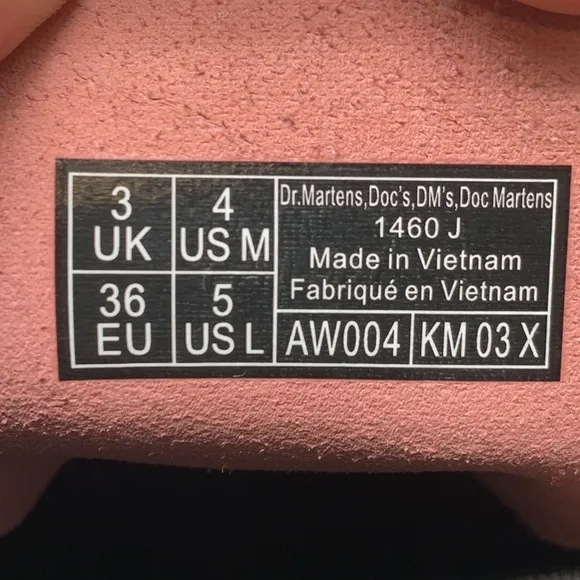 3
UK
4
US M
36
EU
5
US L
Dr.Martens,Doc's,DM's,Doc Martens
1460 J
Made in Vietnam
Fabriqué en Vietnam
AW004
KM 03 X